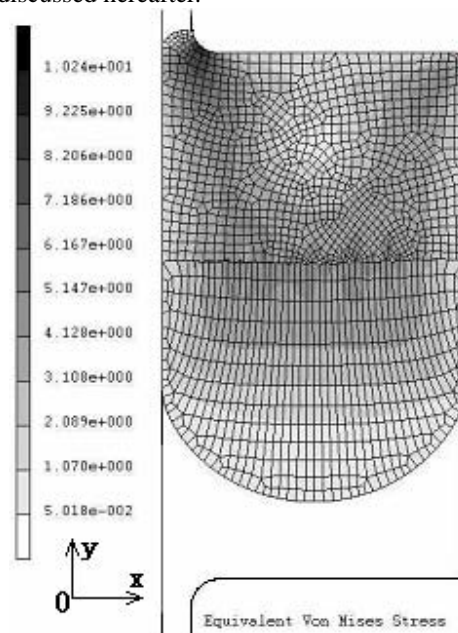 discussed hereafter.
1.024e+001
9.225e+000
8.206e+000
7.186e+000
6.167e+000
5.147e+000
4.128e+000
3.108e+000
2.089e+000
1.070e+000
5.018e-002
y
x
0
Equivalent Von Mises Stress